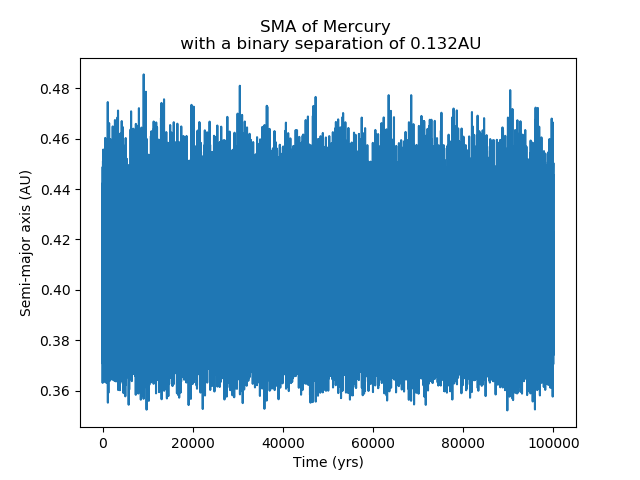 SMA of Mercury
with a binary separation of 0.132AU
0.48
0.46
0.44
0.42
0.40
0.38
0.36
Semi-major axis (AU)
0 20000 40000 60000 80000 100000
Time (yrs)